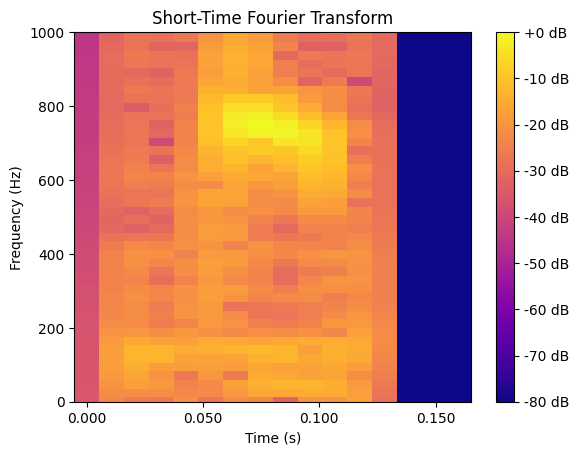 Short-Time Fourier Transform
1000
800
600
400
200
0
Frequency (Hz)
0.000
0.050
0.100
0.150
Time (s)
+0 dB
-10 dB
-20 dB
-30 dB
-40 dB
-50 dB
-60 dB
-70 dB
-80 dB